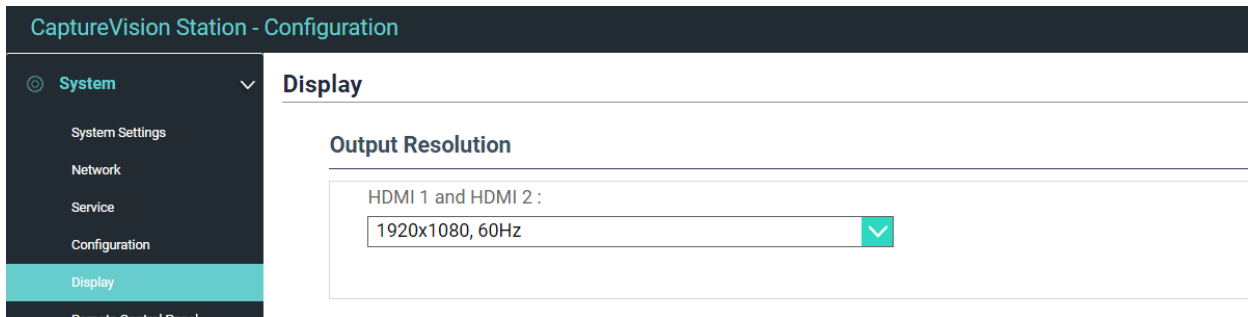 CaptureVision Station - Configuration
System
System Settings
Network
Service
Configuration
Display
Display
Output Resolution
HDMI 1 and HDMI 2 :
1920x1080, 60Hz